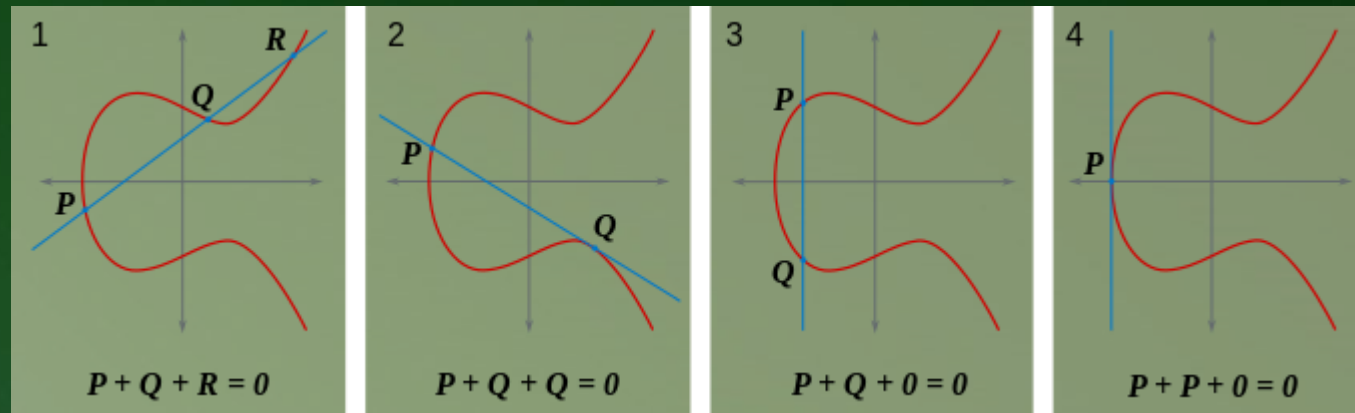 1
R
Q
P
P + Q + R = 0
2
P
Q
P + Q + Q = 0
3
P
Q
P + Q + 0 = 0
4
P
P + P + 0 = 0